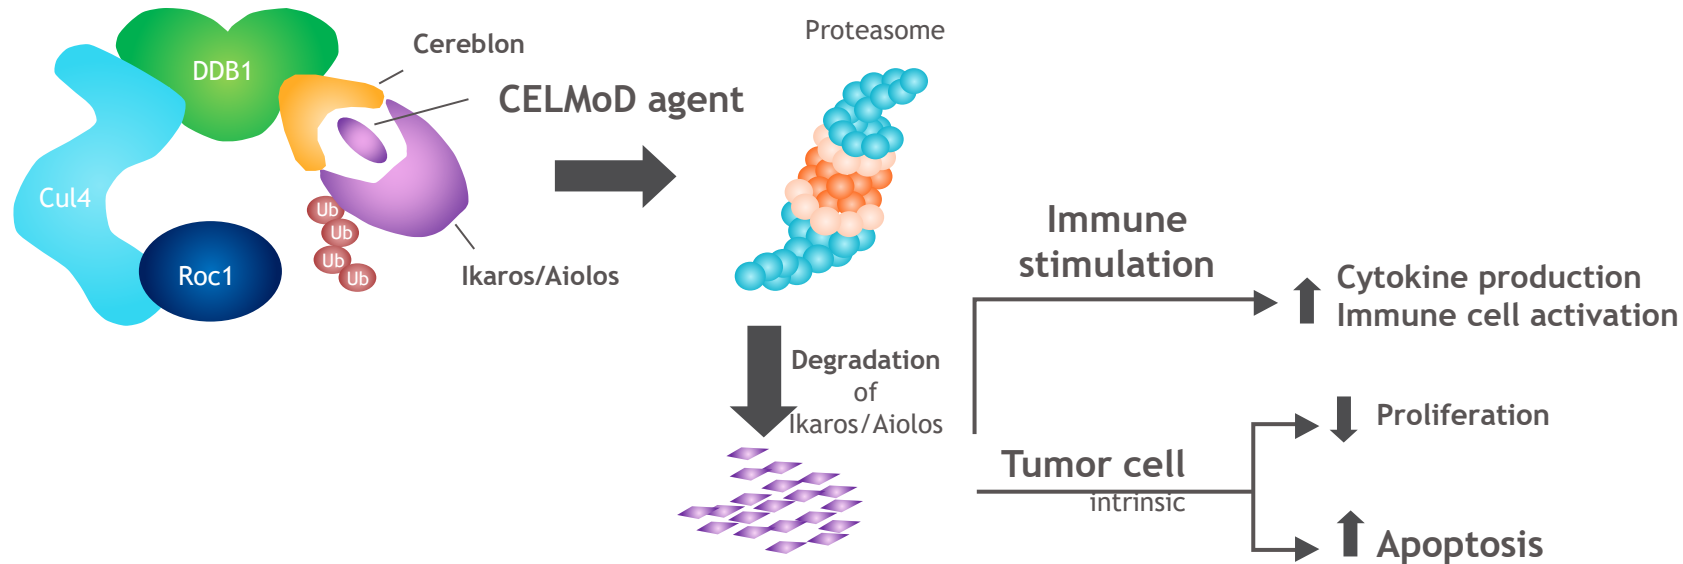 DDB1
Cereblon
CELMoD agent
Cul4
Roc1
Ub
Ub
Ub
Ub
Ikaros/Aiolos
Proteasome
Degradation
of
Ikaros/Aiolos
Immune
stimulation
Cytokine production
Immune cell activation
Tumor cell
intrinsic
Proliferation
Apoptosis